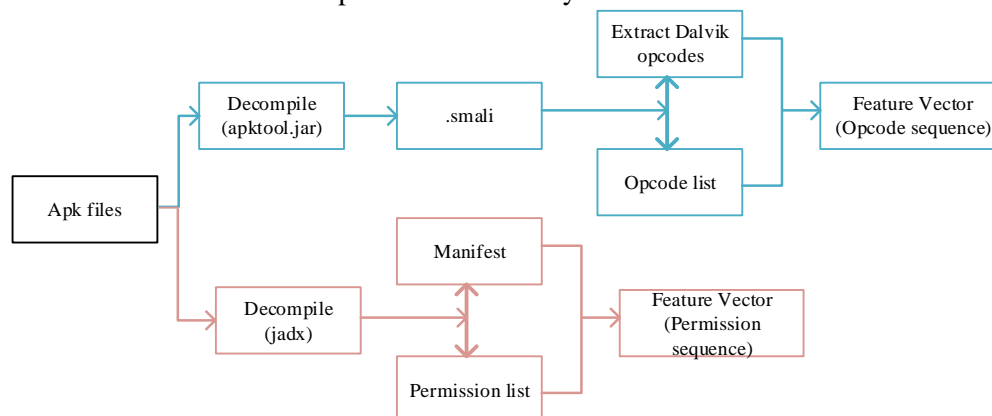 Extract Dalvik
opcodes
Decompile
(apktool.jar)
.smali
Feature Vector
(Opcode sequence)
Opcode list
Apk files
Manifest
Decompile
(jadx)
Feature Vector
(Permission
sequence)
Permission list